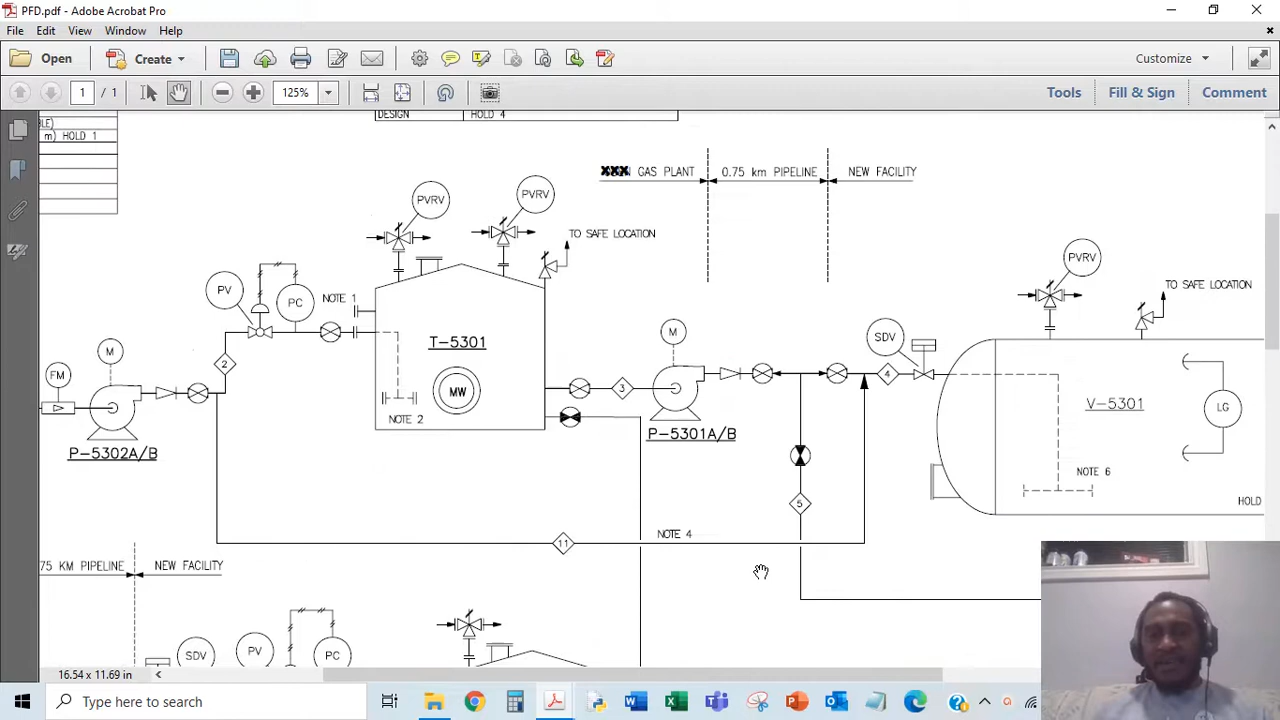 PFD.pdf - Adobe Acrobat Pro
File Edit View Window Help
Open Create Customize
1 / 1 125% Tools Fill & Sign Comment
DESIGN HOLD 4
m) HOLD 1
GAS PLANT 0.75 km PIPELINE NEW FACILITY
PVRV PVRV
TO SAFE LOCATION
PVRV
TO SAFE LOCATION
PV PC NOTE 1
T-5301
M SDV
M
2
FM
MW
3
4
V-5301
LG
NOTE 2
P-5302A/B
P-5301A/B
NOTE 6
5
HOLD
NOTE 4
11
75 KM PIPELINE NEW FACILITY
SDV PV PC
16.54 x 11.69 in
Type here to search